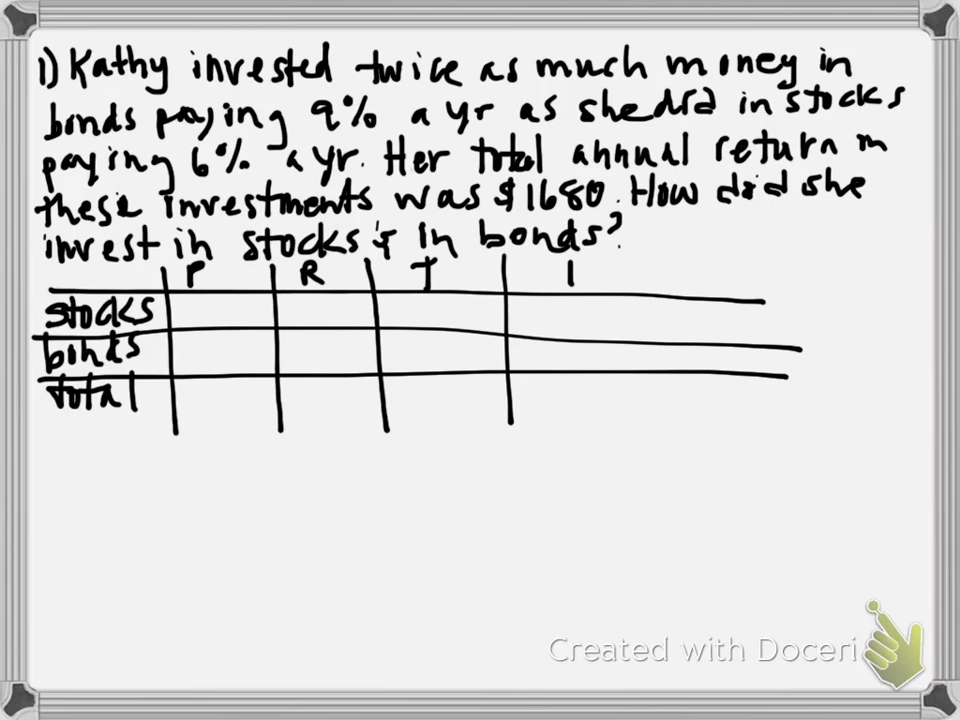 1) Kathy invested twice as much money in
bonds paying 9% a yr as she did in stocks
paying 6% a yr. Her total annual return on
these investments was $1680. How did she
invest in stocks & in bonds?
P R T I
stocks
bonds
total
Created with Doceri